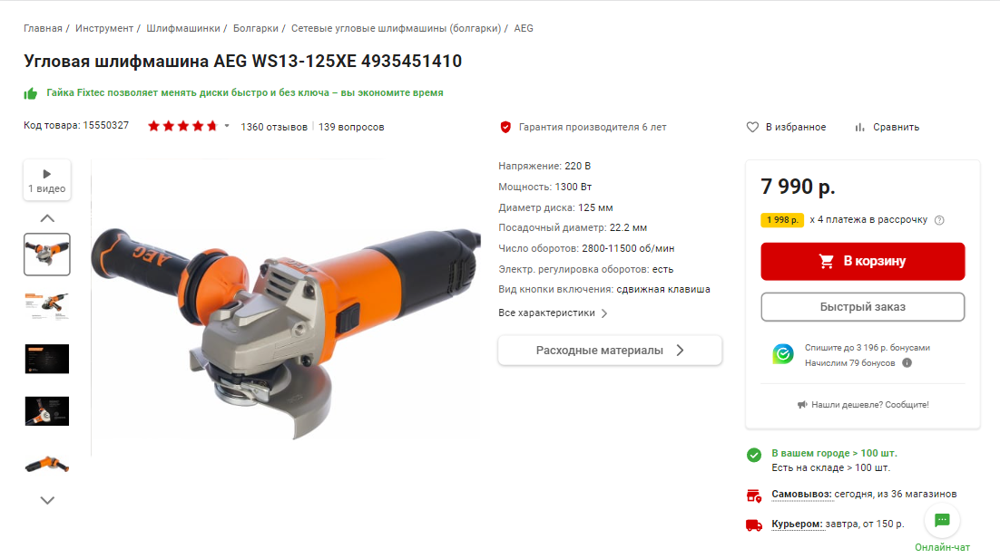 Главная / Инструмент / Шлифмашинки / Болгарки / Сетевые угловые шлифмашины (болгарки) / AEG
Угловая шлифмашина AEG WS13-125XE 4935451410
Гайка Fixtec позволяет менять диски быстро и без ключа – вы экономите время
Код товара: 15550327
1360 отзывов
139 вопросов
Гарантия производителя 6 лет
В избранное
Сравнить
1 видео
AEG
Напряжение: 220 В
Мощность: 1300 Вт
Диаметр диска: 125 мм
Посадочный диаметр: 22.2 мм
Число оборотов: 2800-11500 об/мин
Электр. регулировка оборотов: есть
Вид кнопки включения: сдвижная клавиша
Все характеристики
Расходные материалы
7 990 р.
1 998 р. х 4 платежа в рассрочку
В корзину
Быстрый заказ
Спишите до 3 196 р. бонусами
Начислим 79 бонусов
Нашли дешевле? Сообщите!
В вашем городе > 100 шт.
Есть на складе > 100 шт.
Самовывоз: сегодня, из 36 магазинов
Курьером: завтра, от 150 р.
Онлайн-чат